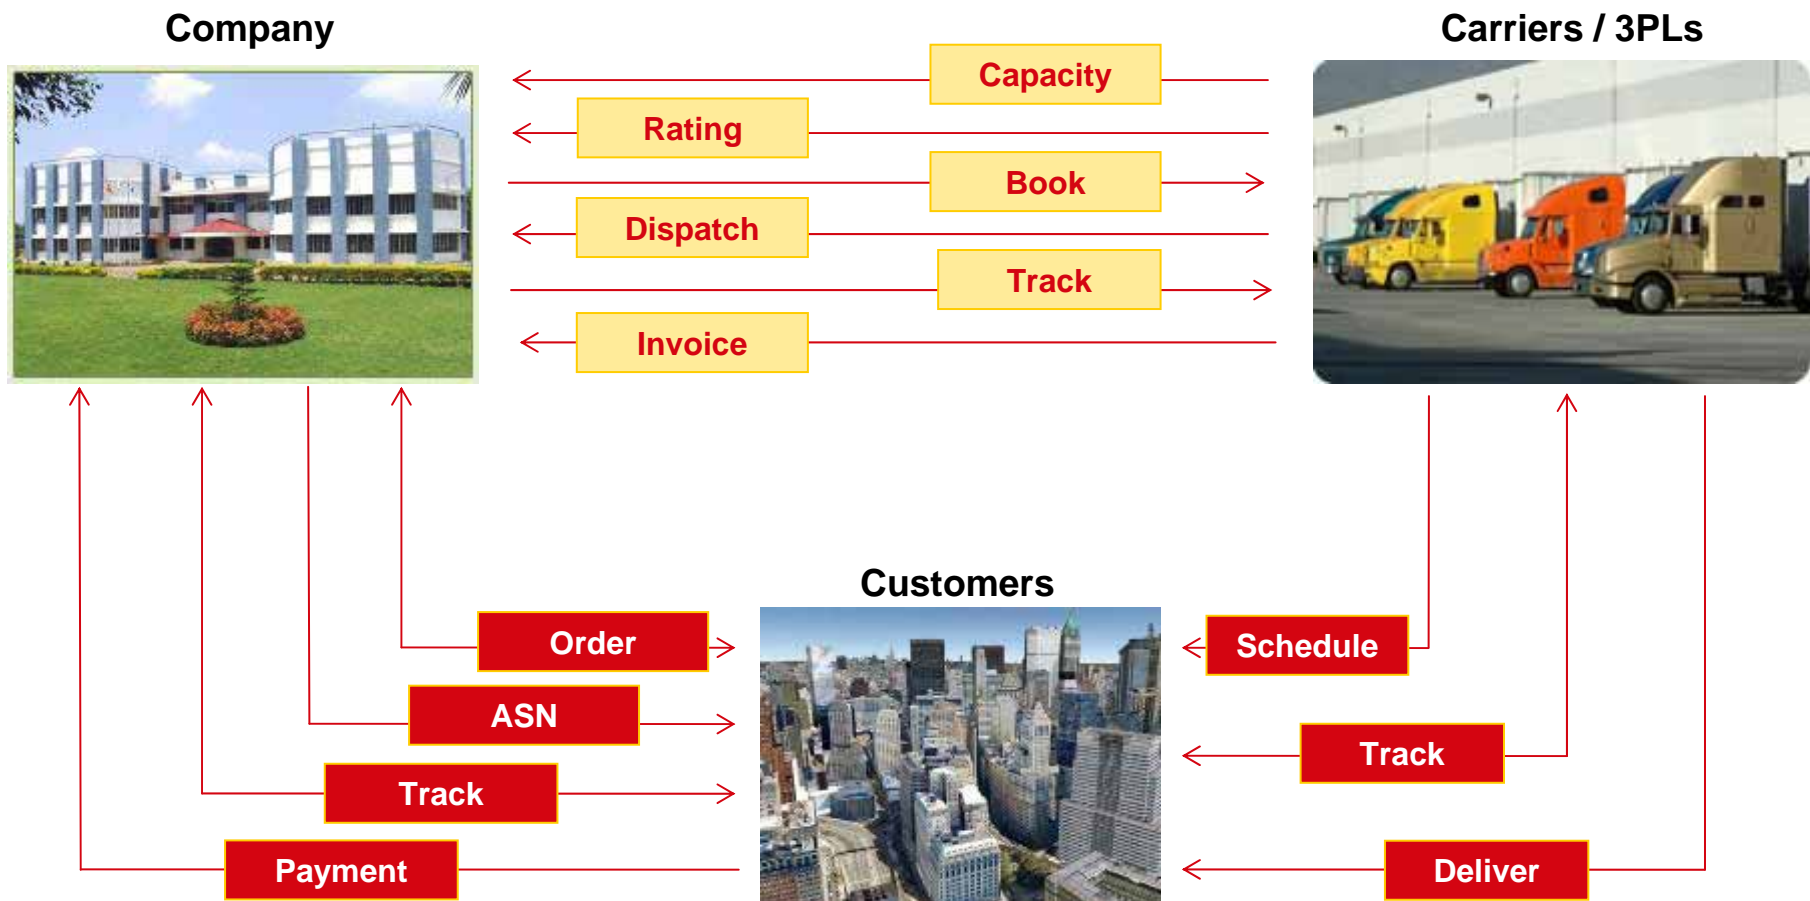 Company
Carriers / 3PLs
Capacity
Rating
Book
Dispatch
Track
Invoice
Customers
Order
Schedule
ASN
Track
Track
Payment
Deliver